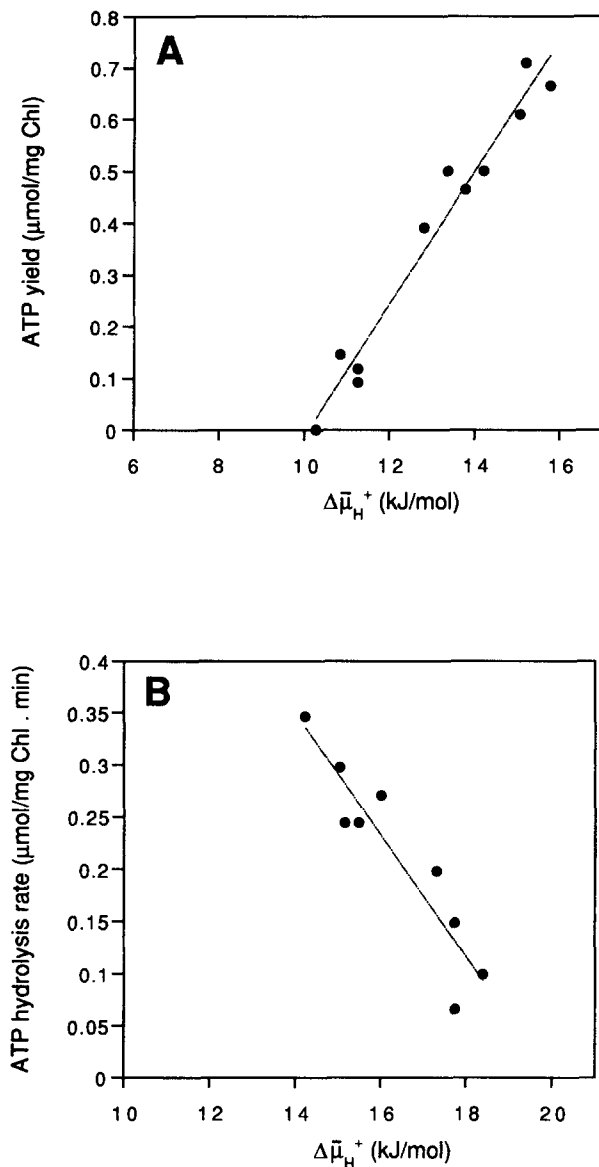 A
ATP yield (μmol/mg Chl)
0.8
0.7
0.6
0.5
0.4
0.3
0.2
0.1
0
6 8 10 12 14 16
Δμ̄H+ (kJ/mol)
B
ATP hydrolysis rate (μmol/mg Chl . min)
0.4
0.35
0.3
0.25
0.2
0.15
0.1
0.05
0
10 12 14 16 18 20
Δμ̄H+ (kJ/mol)